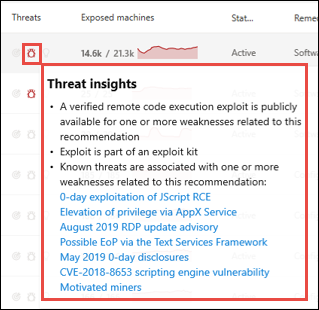 Threats Exposed machines Stat... Reme
14.6k / 21.3k Active Softwa
Threat insights
• A verified remote code execution exploit is publicly
available for one or more weaknesses related to this
recommendation
• Exploit is part of an exploit kit
• Known threats are associated with one or more
weaknesses related to this recommendation:
0-day exploitation of JScript RCE
Elevation of privilege via AppX Service
August 2019 RDP update advisory
Possible EoP via the Text Services Framework
May 2019 0-day disclosures
CVE-2018-8653 scripting engine vulnerability
Motivated miners